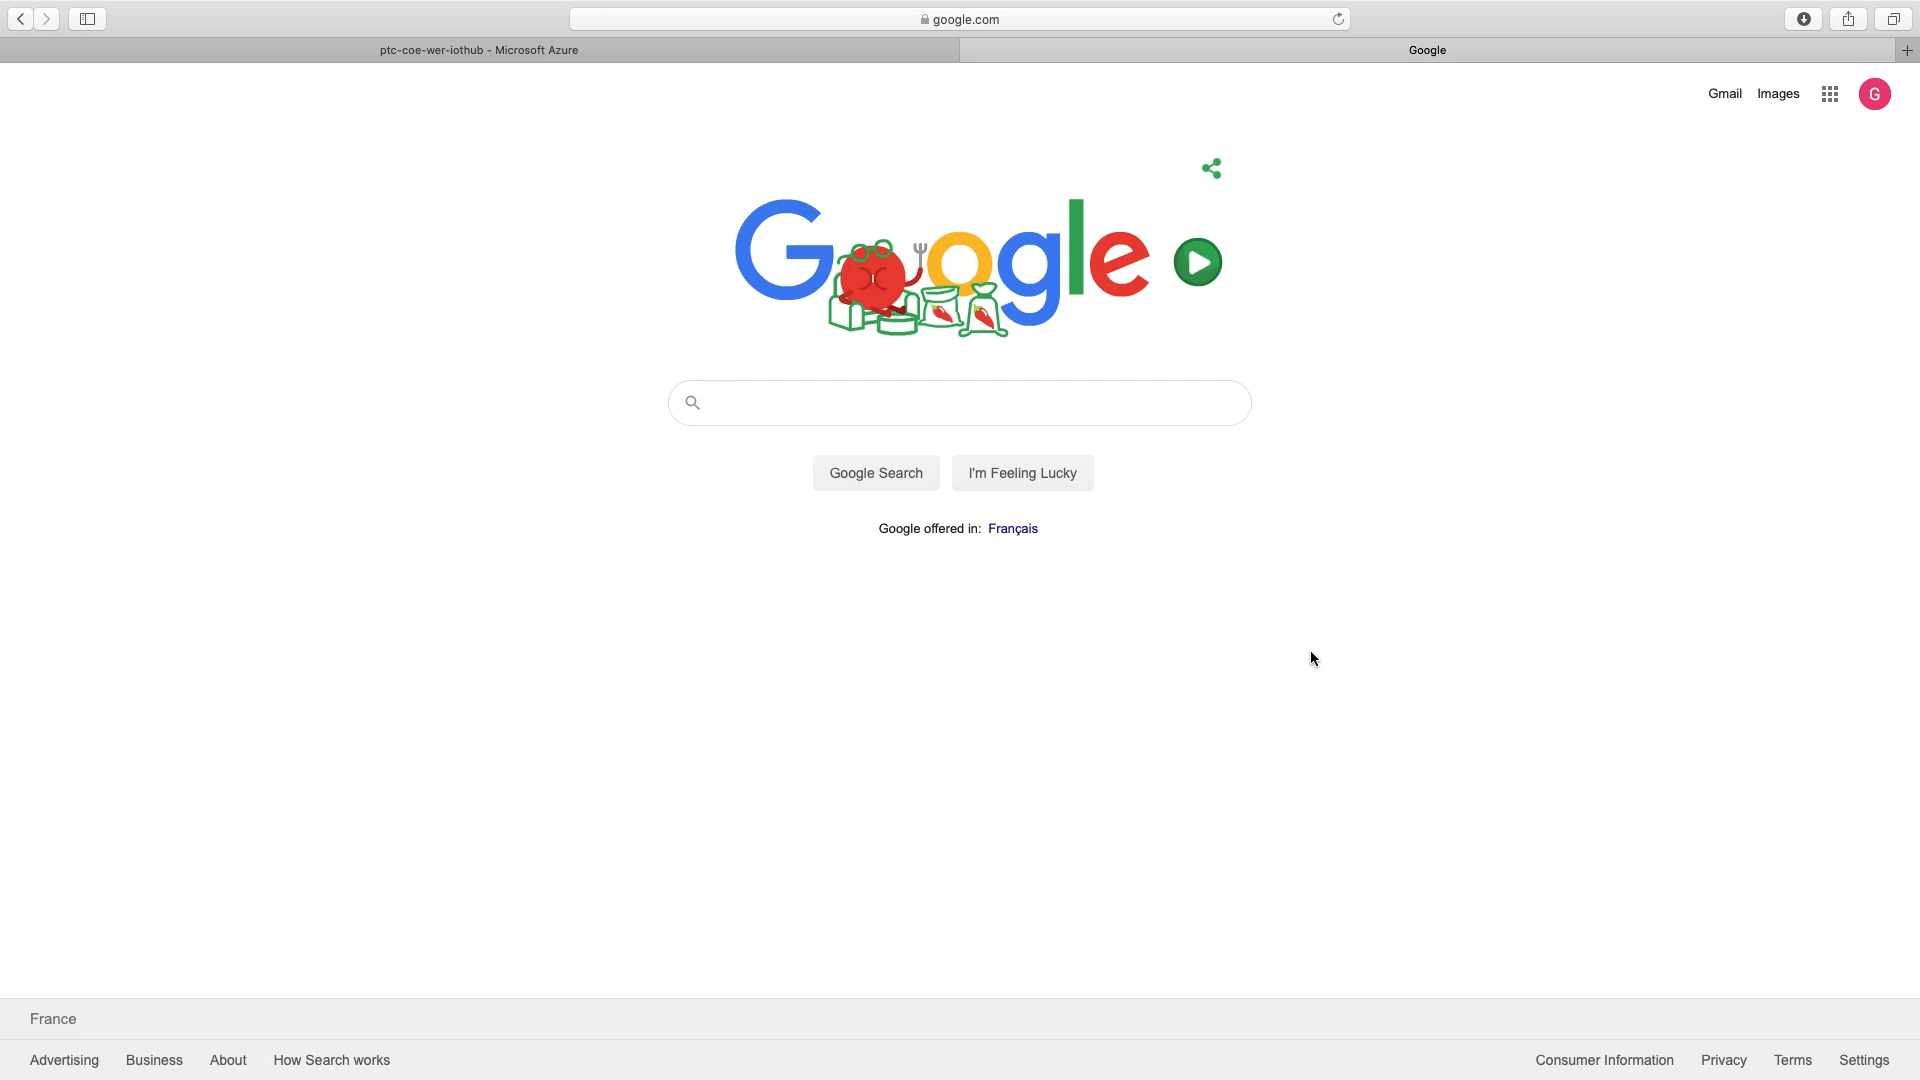 google.com
ptc-coe-wer-iothub - Microsoft Azure
Google
Gmail Images G
Google
Google Search I'm Feeling Lucky
Google offered in: Français
France
Advertising Business About How Search works Consumer Information Privacy Terms Settings